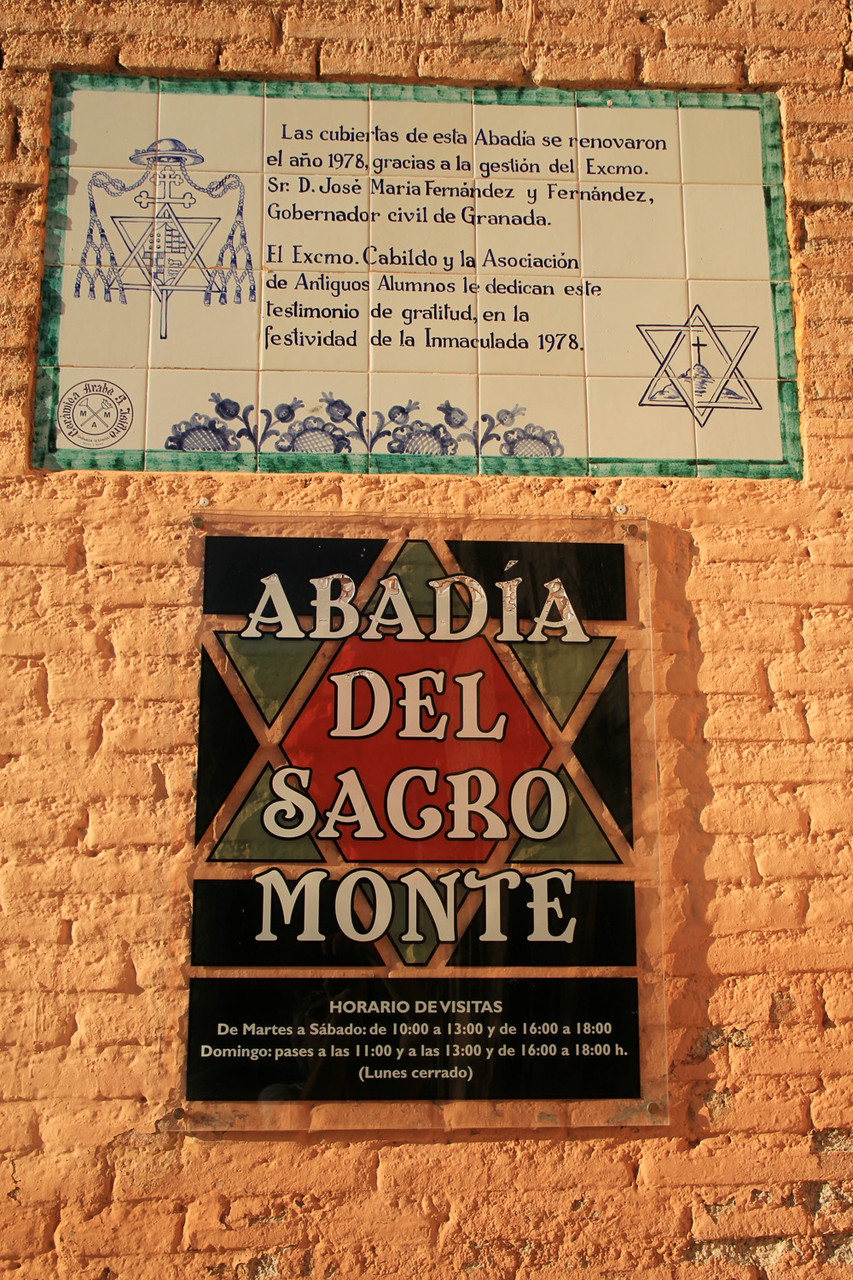 Las cubiertas de esta Abadía se renovaron
el año 1978, gracias a la gestión del Excmo.
Sr. D. José Maria Fernández y Fernández,
Gobernador civil de Granada.
El Excmo. Cabildo y la Asociación
de Antiguos Alumnos le dedican este
testimonio de gratitud, en la
festividad de la Inmaculada 1978.
Ceramica Arabe S. Isidro
M M
A
ABADÍA
DEL
SACRO
MONTE
HORARIO DE VISITAS
De Martes a Sábado: de 10:00 a 13:00 y de 16:00 a 18:00
Domingo: pases a las 11:00 y a las 13:00 y de 16:00 a 18:00 h.
(Lunes cerrado)